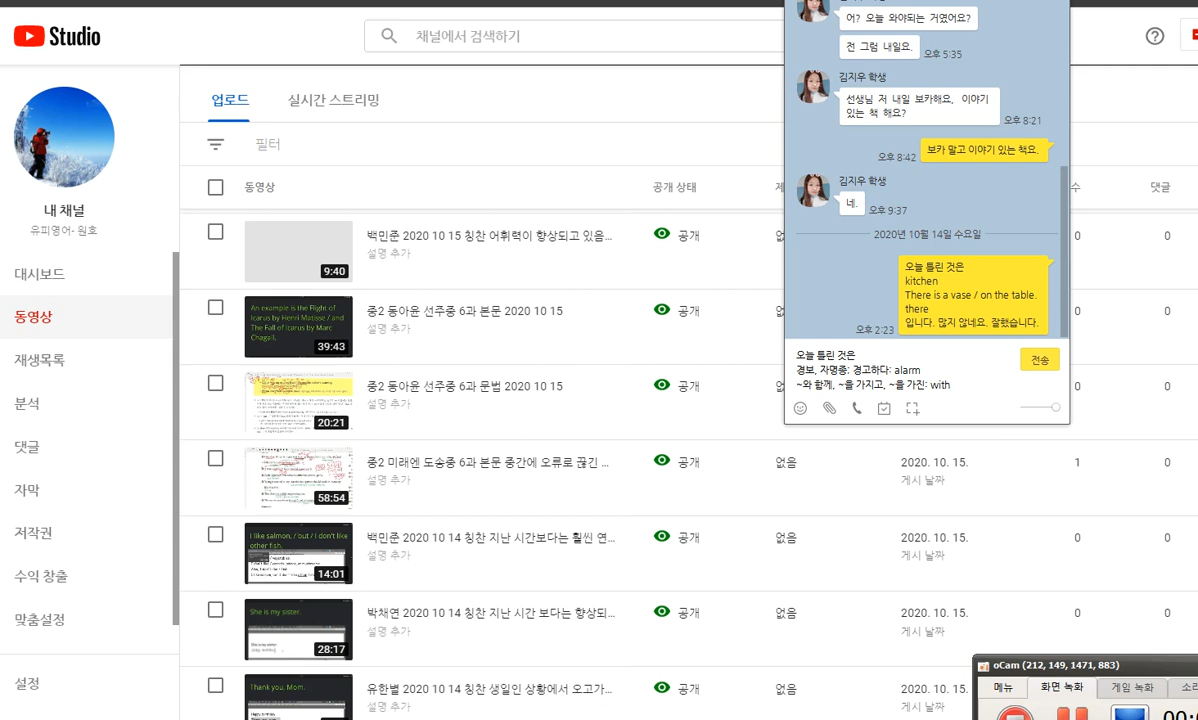 Studio
채널에서 검색하기
내 채널
유피영어- 원호
대시보드
동영상
재생목록
분석
댓글
자막
저작권
수익 창출
맞춤설정
설정
업로드 실시간 스트리밍
필터
동영상 공개 상태 수 댓글
9:40
백민준 2020 10 15 칭찬 어휘력이 향상되고 있음...
설명 추가
공개
0 0
An example is the Flight of
Icarus by Henri Matisse / and
The Fall of Icarus by Marc
Chagall.
39:43
중2 동아윤 선주중 6과 본문 2020 10 15
설명 추가
공개
0 0
20:21
중2 동아윤 선주중 6과 문법 2020 10 15
설명 추가
공개
0 0
58:54
중2 미래엔 도송중 6과 본문 중간에 오류로 끊긴 ...
설명 추가
공개 없음 2020. 10. 15. 1 0
게시 날짜
I like salmon, / but / I don't like
other fish.
14:01
백민준 2020 10 14 칭찬 지난 시간보다는 훨씬 연...
설명 추가
공개 없음 2020. 10. 15. 0 0
게시 날짜
She is my sister.
28:17
박채연 2020 10 14 칭찬 지난 시간 보다는 향상되...
설명 추가
공개 없음 2020. 10. 15. 0 0
게시 날짜
Thank you, Mom.
유한별 2020 10 14 칭찬 생일인 상황에서 오고가...
설명 추가
공개 없음 2020. 10. 15. 0 0
게시 날짜
어? 오늘 와야되는 거였어요?
전 그럼 내일요.
오후 5:35
김지우 학생
선생님 저 내일 보카해요, 이야기
있는 책 해요?
오후 8:21
보카 말고 이야기 있는 책요.
오후 8:42
김지우 학생
네.
오후 9:37
2020년 10월 14일 수요일
오늘 틀린 것은
kitchen
There is a vase / on the table.
there
입니다. 많지 않네요. 잘했습니다.
오후 2:23
오늘 틀린 것은
경보, 자명종; 경고하다: alarm
~와 함께, ~을 가지고, ~을 가진: with
전송
oCam (212, 149, 1471, 883)
메뉴 화면 녹화 게임 녹화